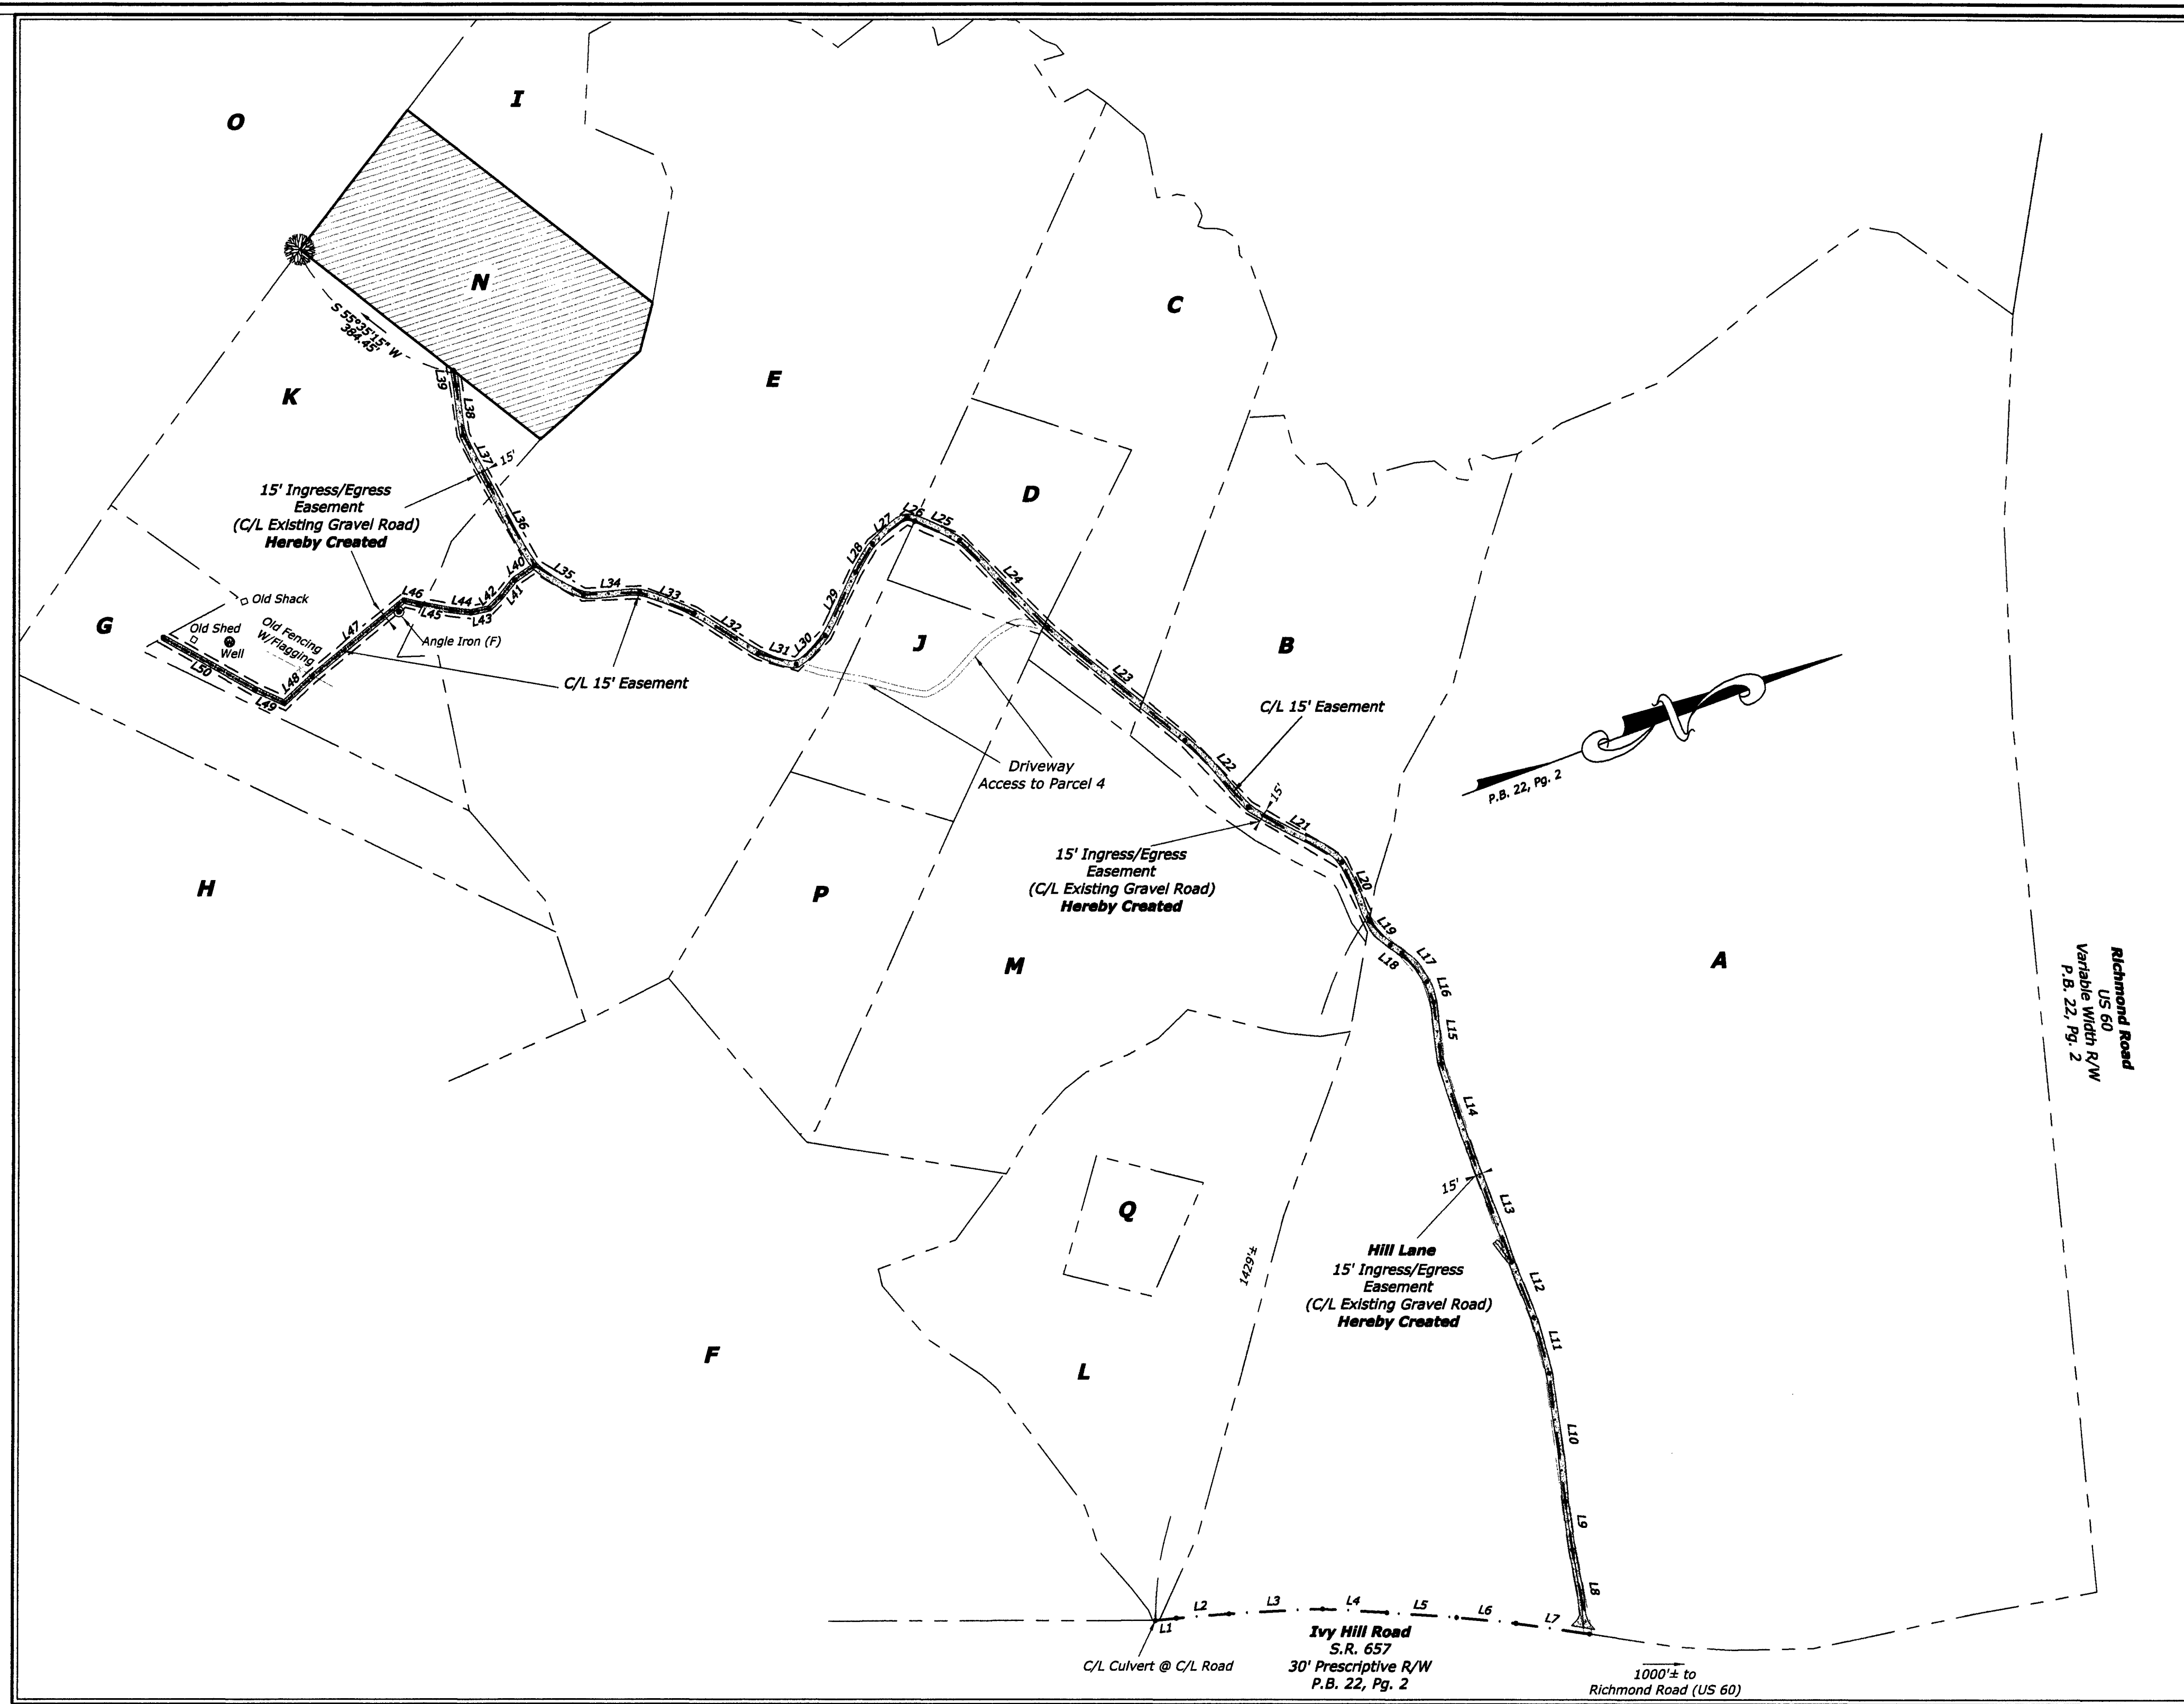 O
I
N
S 55°35'15" W
384.45'
K
E
C
D
L39
L38
L37
15'
L36
15' Ingress/Egress
Easement
(C/L Existing Gravel Road)
Hereby Created
L40
L35
L34
L33
L32
L31
L30
L29
L28
L27
L26
L25
L24
L46
L44
L42
L41
L45
L43
Old Shack
G
Old Shed
Well
Old Fencing
W/Flagging
L47
Angle Iron (F)
L50
L48
L49
C/L 15' Easement
J
B
L23
C/L 15' Easement
P.B. 22, Pg. 2
N
Driveway
Access to Parcel 4
L22
15'
L21
15' Ingress/Egress
Easement
(C/L Existing Gravel Road)
Hereby Created
L20
H
P
M
A
L19
L18
L17
L16
L15
Richmond Road
US 60
Variable Width R/W
P.B. 22, Pg. 2
L14
Q
15'
L13
1429'±
Hill Lane
15' Ingress/Egress
Easement
(C/L Existing Gravel Road)
Hereby Created
L12
L11
F
L
L10
L9
L8
L1
L2
L3
L4
L5
L6
L7
C/L Culvert @ C/L Road
Ivy Hill Road
S.R. 657
30' Prescriptive R/W
P.B. 22, Pg. 2
1000'± to
Richmond Road (US 60)